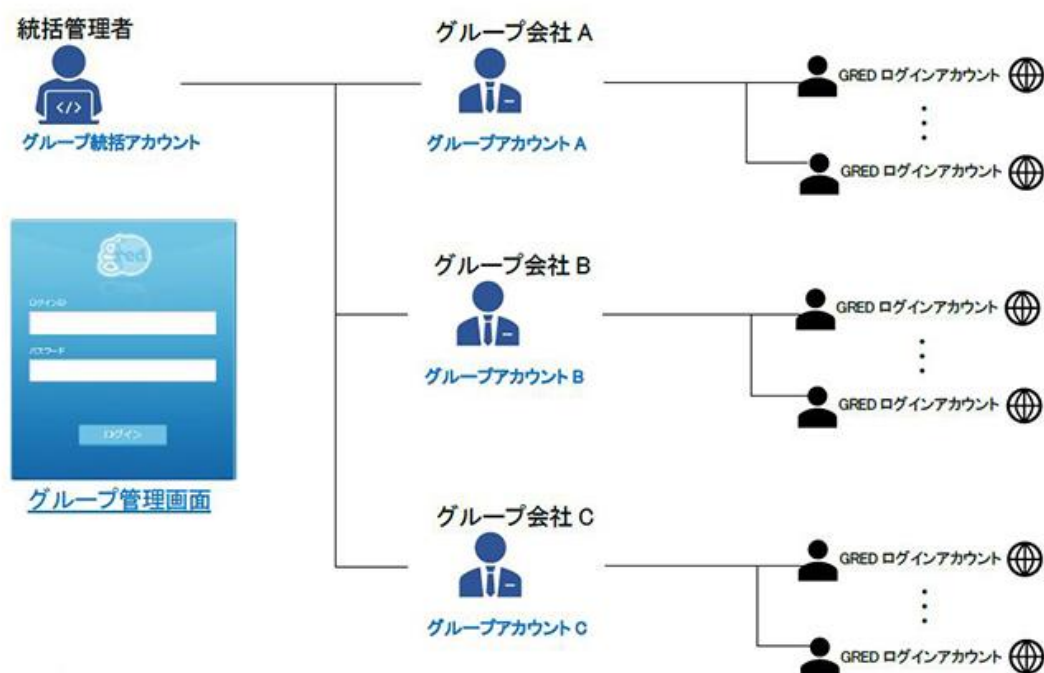 統括管理者
グループ統括アカウント
gred
ログインID
パスワード
ログイン
グループ管理画面
グループ会社 A
グループアカウント A
GRED ログインアカウント
GRED ログインアカウント
グループ会社 B
グループアカウント B
GRED ログインアカウント
GRED ログインアカウント
グループ会社 C
グループアカウント C
GRED ログインアカウント
GRED ログインアカウント